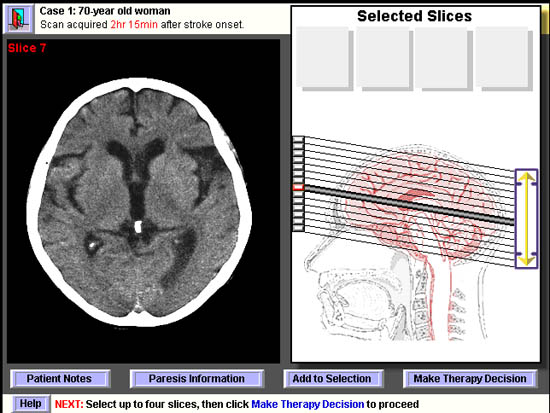 Case 1: 70-year old woman
Scan acquired 2hr 15min after stroke onset.
Slice 7
Selected Slices
Patient Notes
Paresis Information
Add to Selection
Make Therapy Decision
Help
NEXT: Select up to four slices, then click Make Therapy Decision to proceed